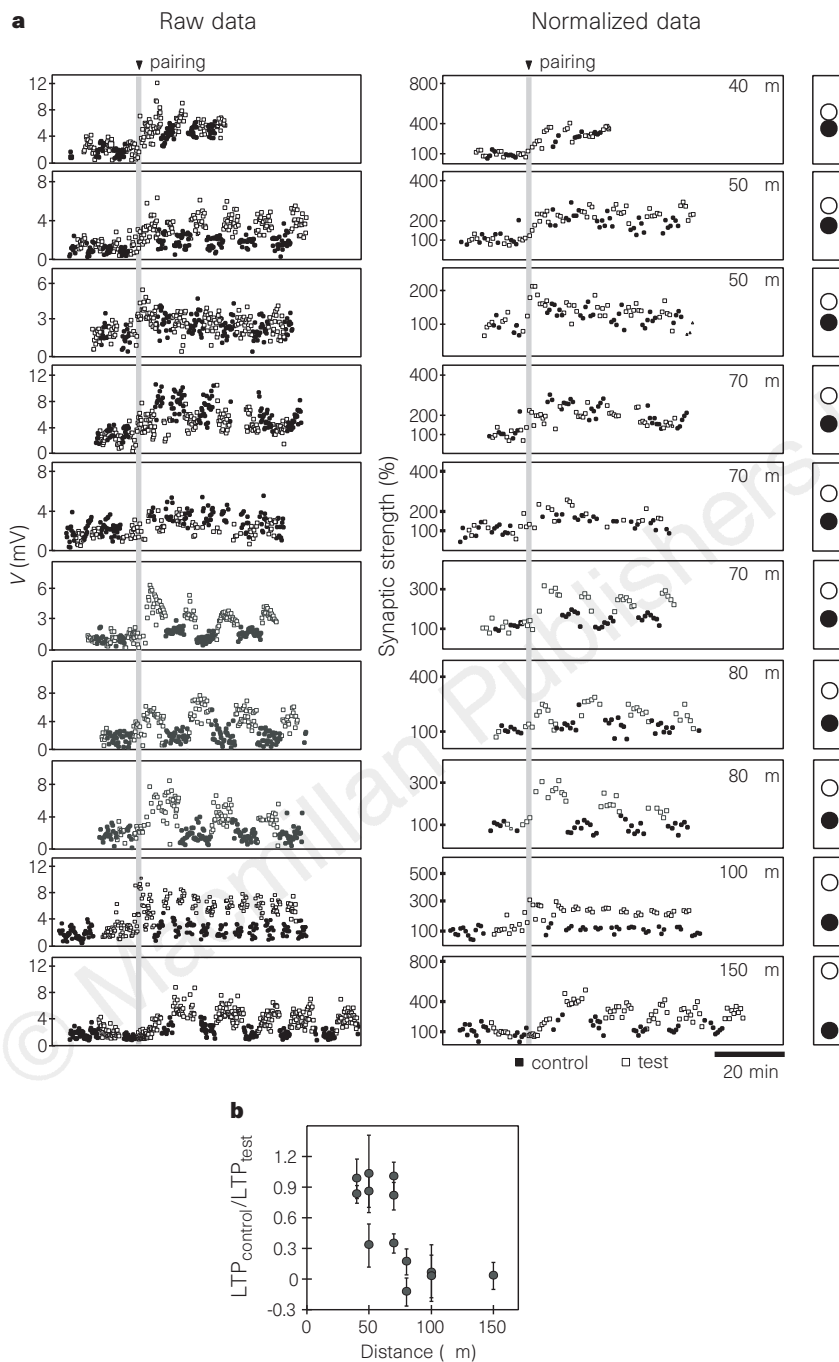 a
Raw data
Normalized data
pairing
pairing
12
8
4
0
800
400
100
40 m
8
4
0
400
200
100
50 m
6
3
0
200
100
50 m
12
8
4
0
400
200
100
70 m
8
4
0
400
200
100
70 m
6
3
0
300
100
70 m
8
4
0
400
100
80 m
8
4
0
300
100
80 m
12
8
4
0
500
300
100
100 m
12
8
4
0
800
400
100
150 m
V (mV)
Synaptic strength (%)
control
test
20 min
© Macmillan Publishers
b
1.2
0.9
0.6
0.3
0
-0.3
LTPcontrol/LTPtest
0
50
100
150
Distance ( m)